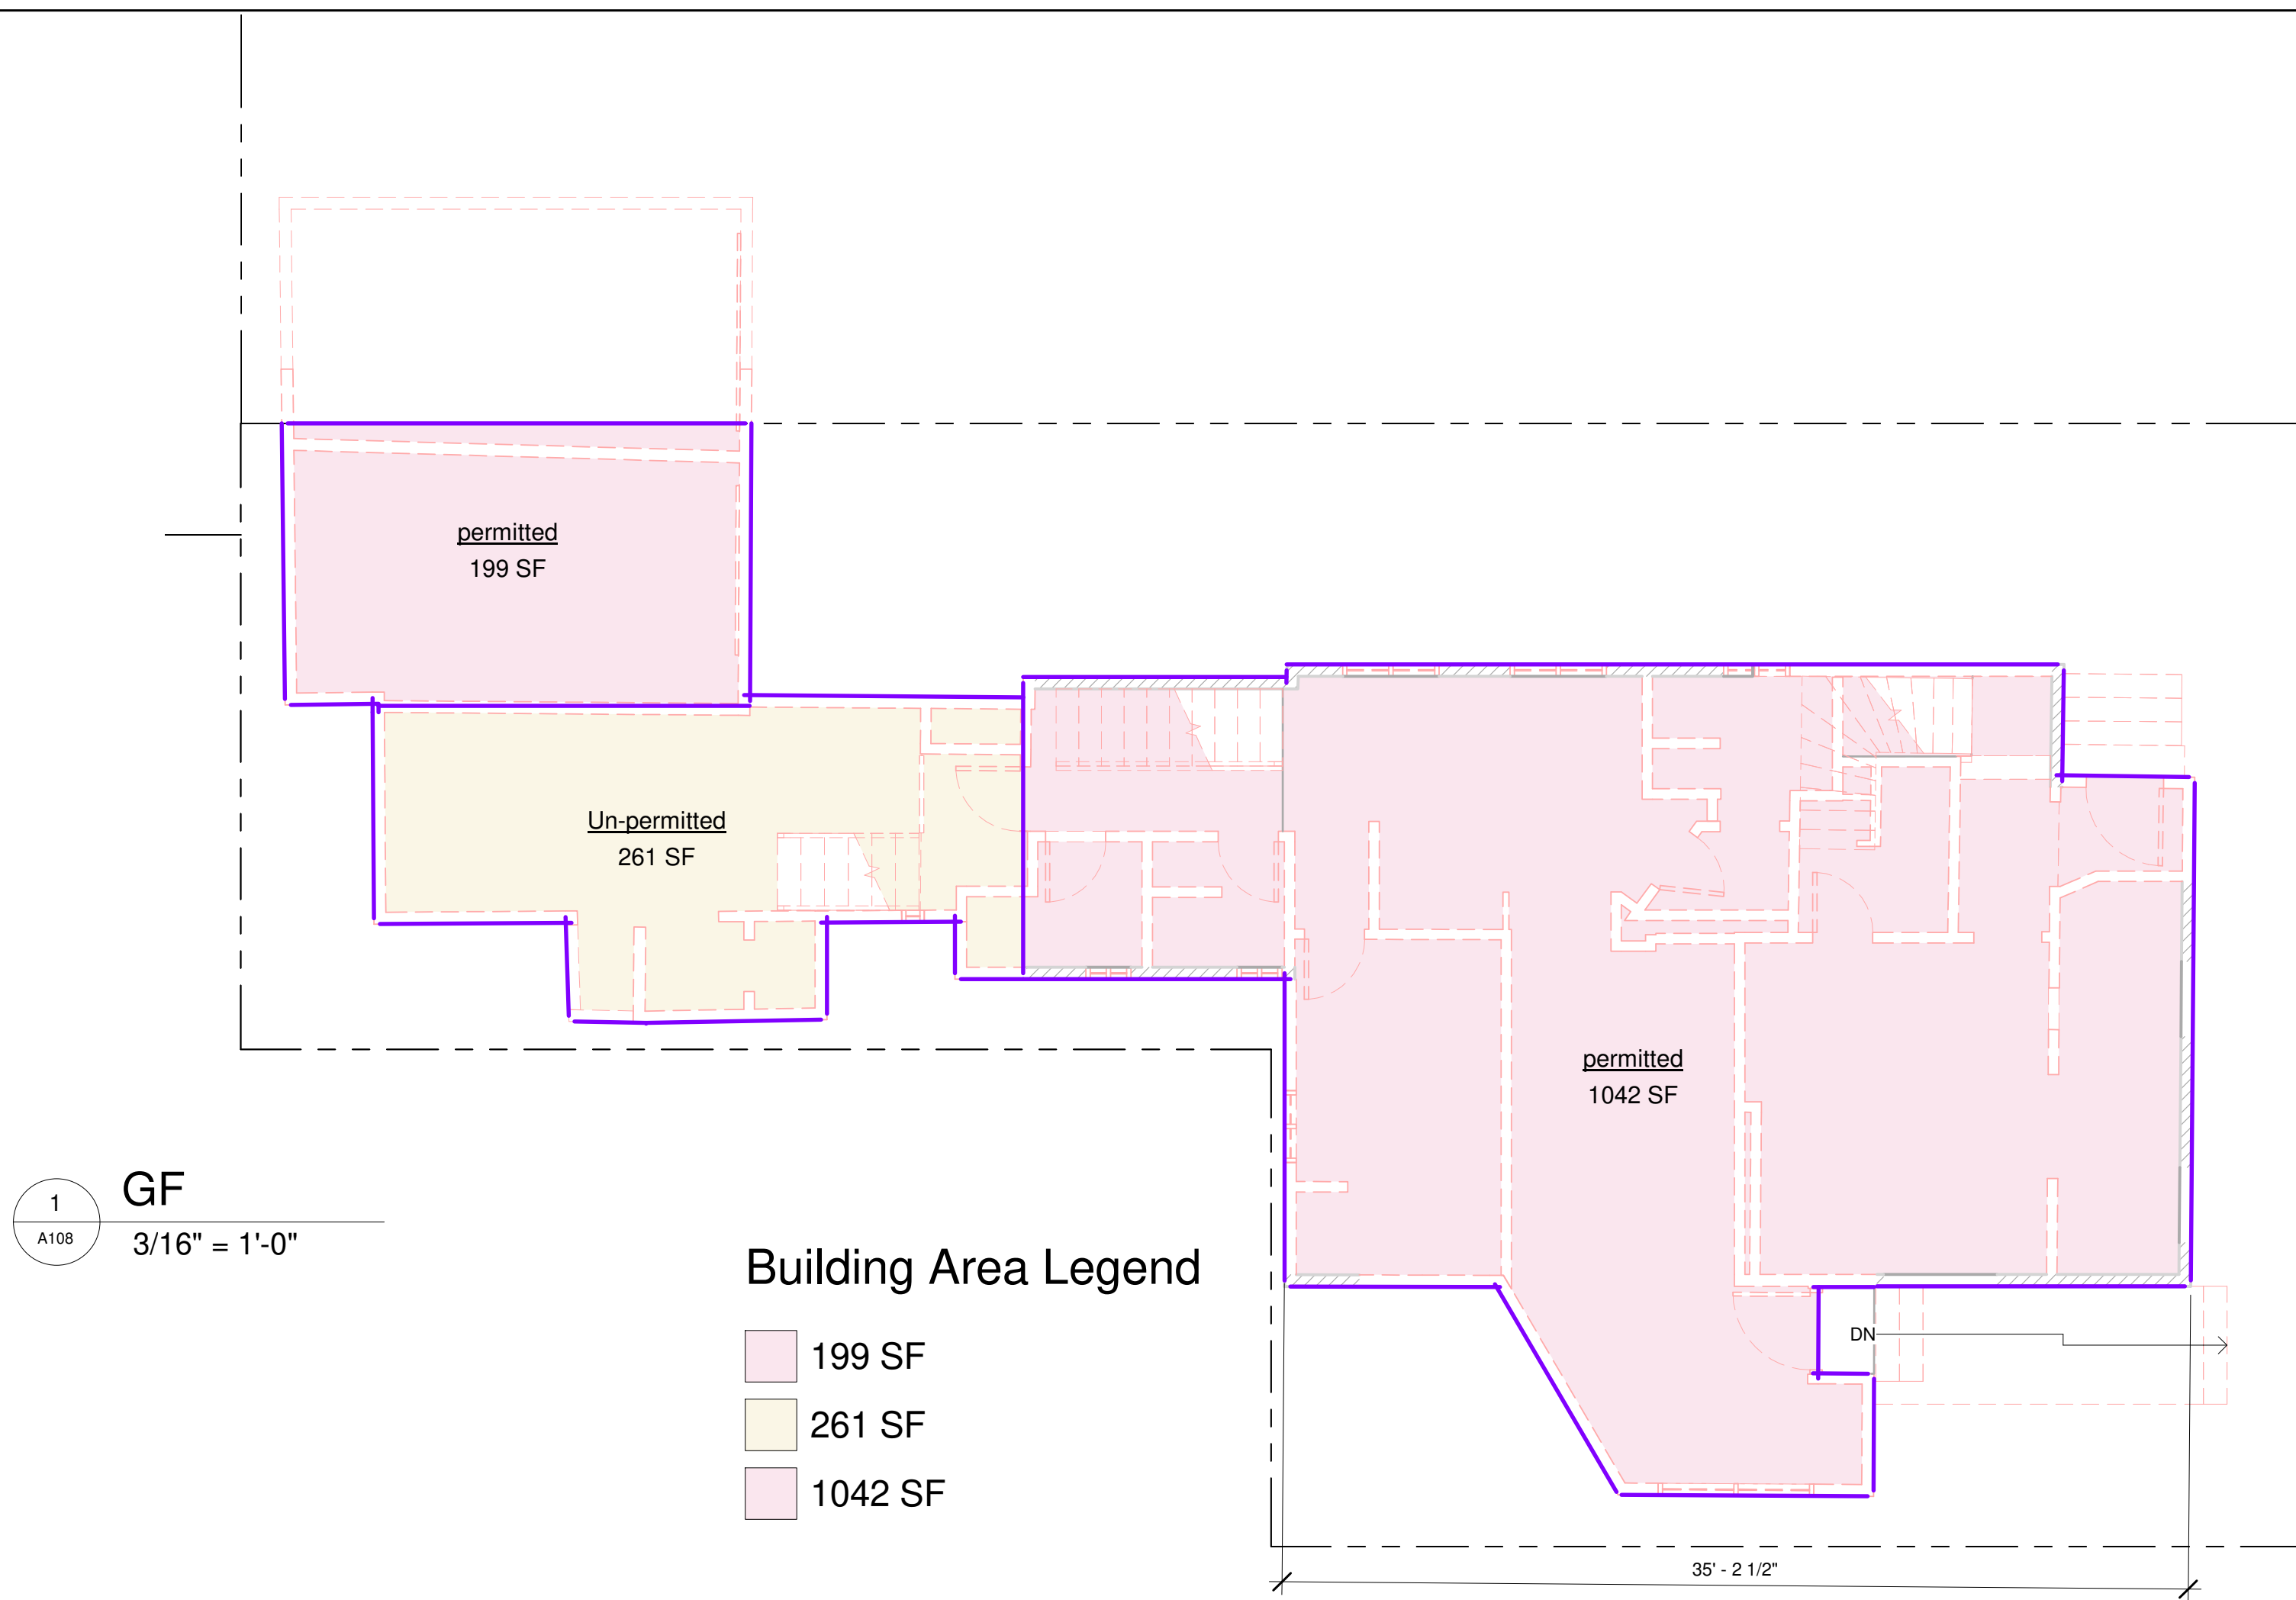 permitted
199 SF
Un-permitted
261 SF
permitted
1042 SF
1
A108
GF
3/16" = 1'-0"
Building Area Legend
199 SF
261 SF
1042 SF
DN
35' - 2 1/2"